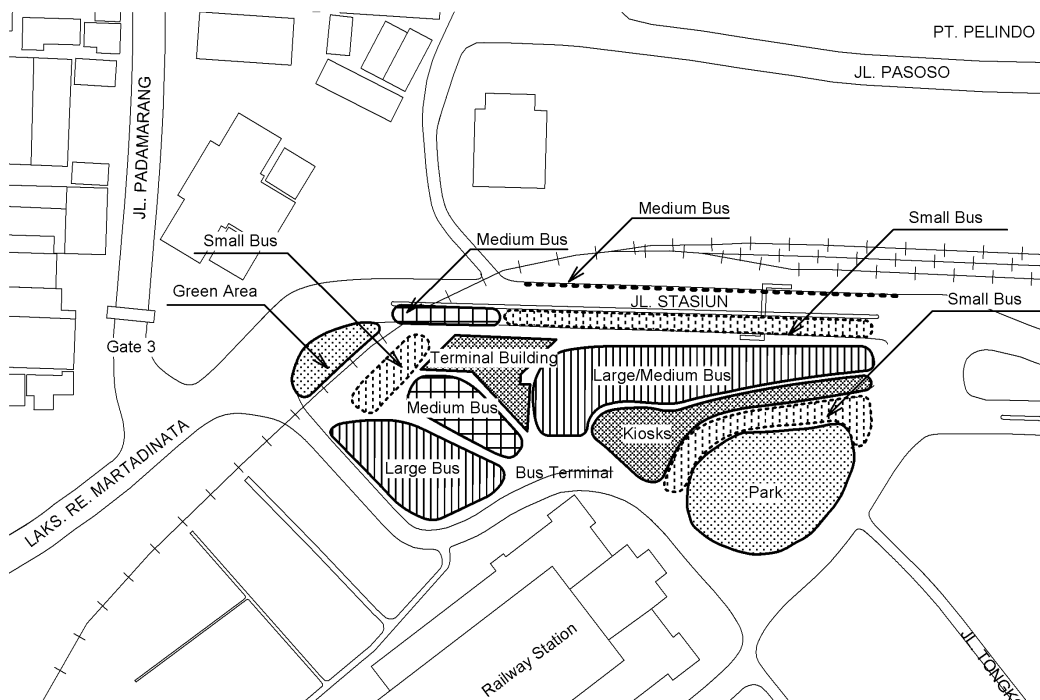 PT. PELINDO
JL. PASOSO
JL. PADAMARANG
Medium Bus
Small Bus
Small Bus
Medium Bus
Green Area
JL. STASIUN
Small Bus
Gate 3
Terminal Building
Large/Medium Bus
Medium Bus
Kiosks
LAKS. RE. MARTADINATA
Large Bus
Bus Terminal
Park
Railway Station
JL. TONGK